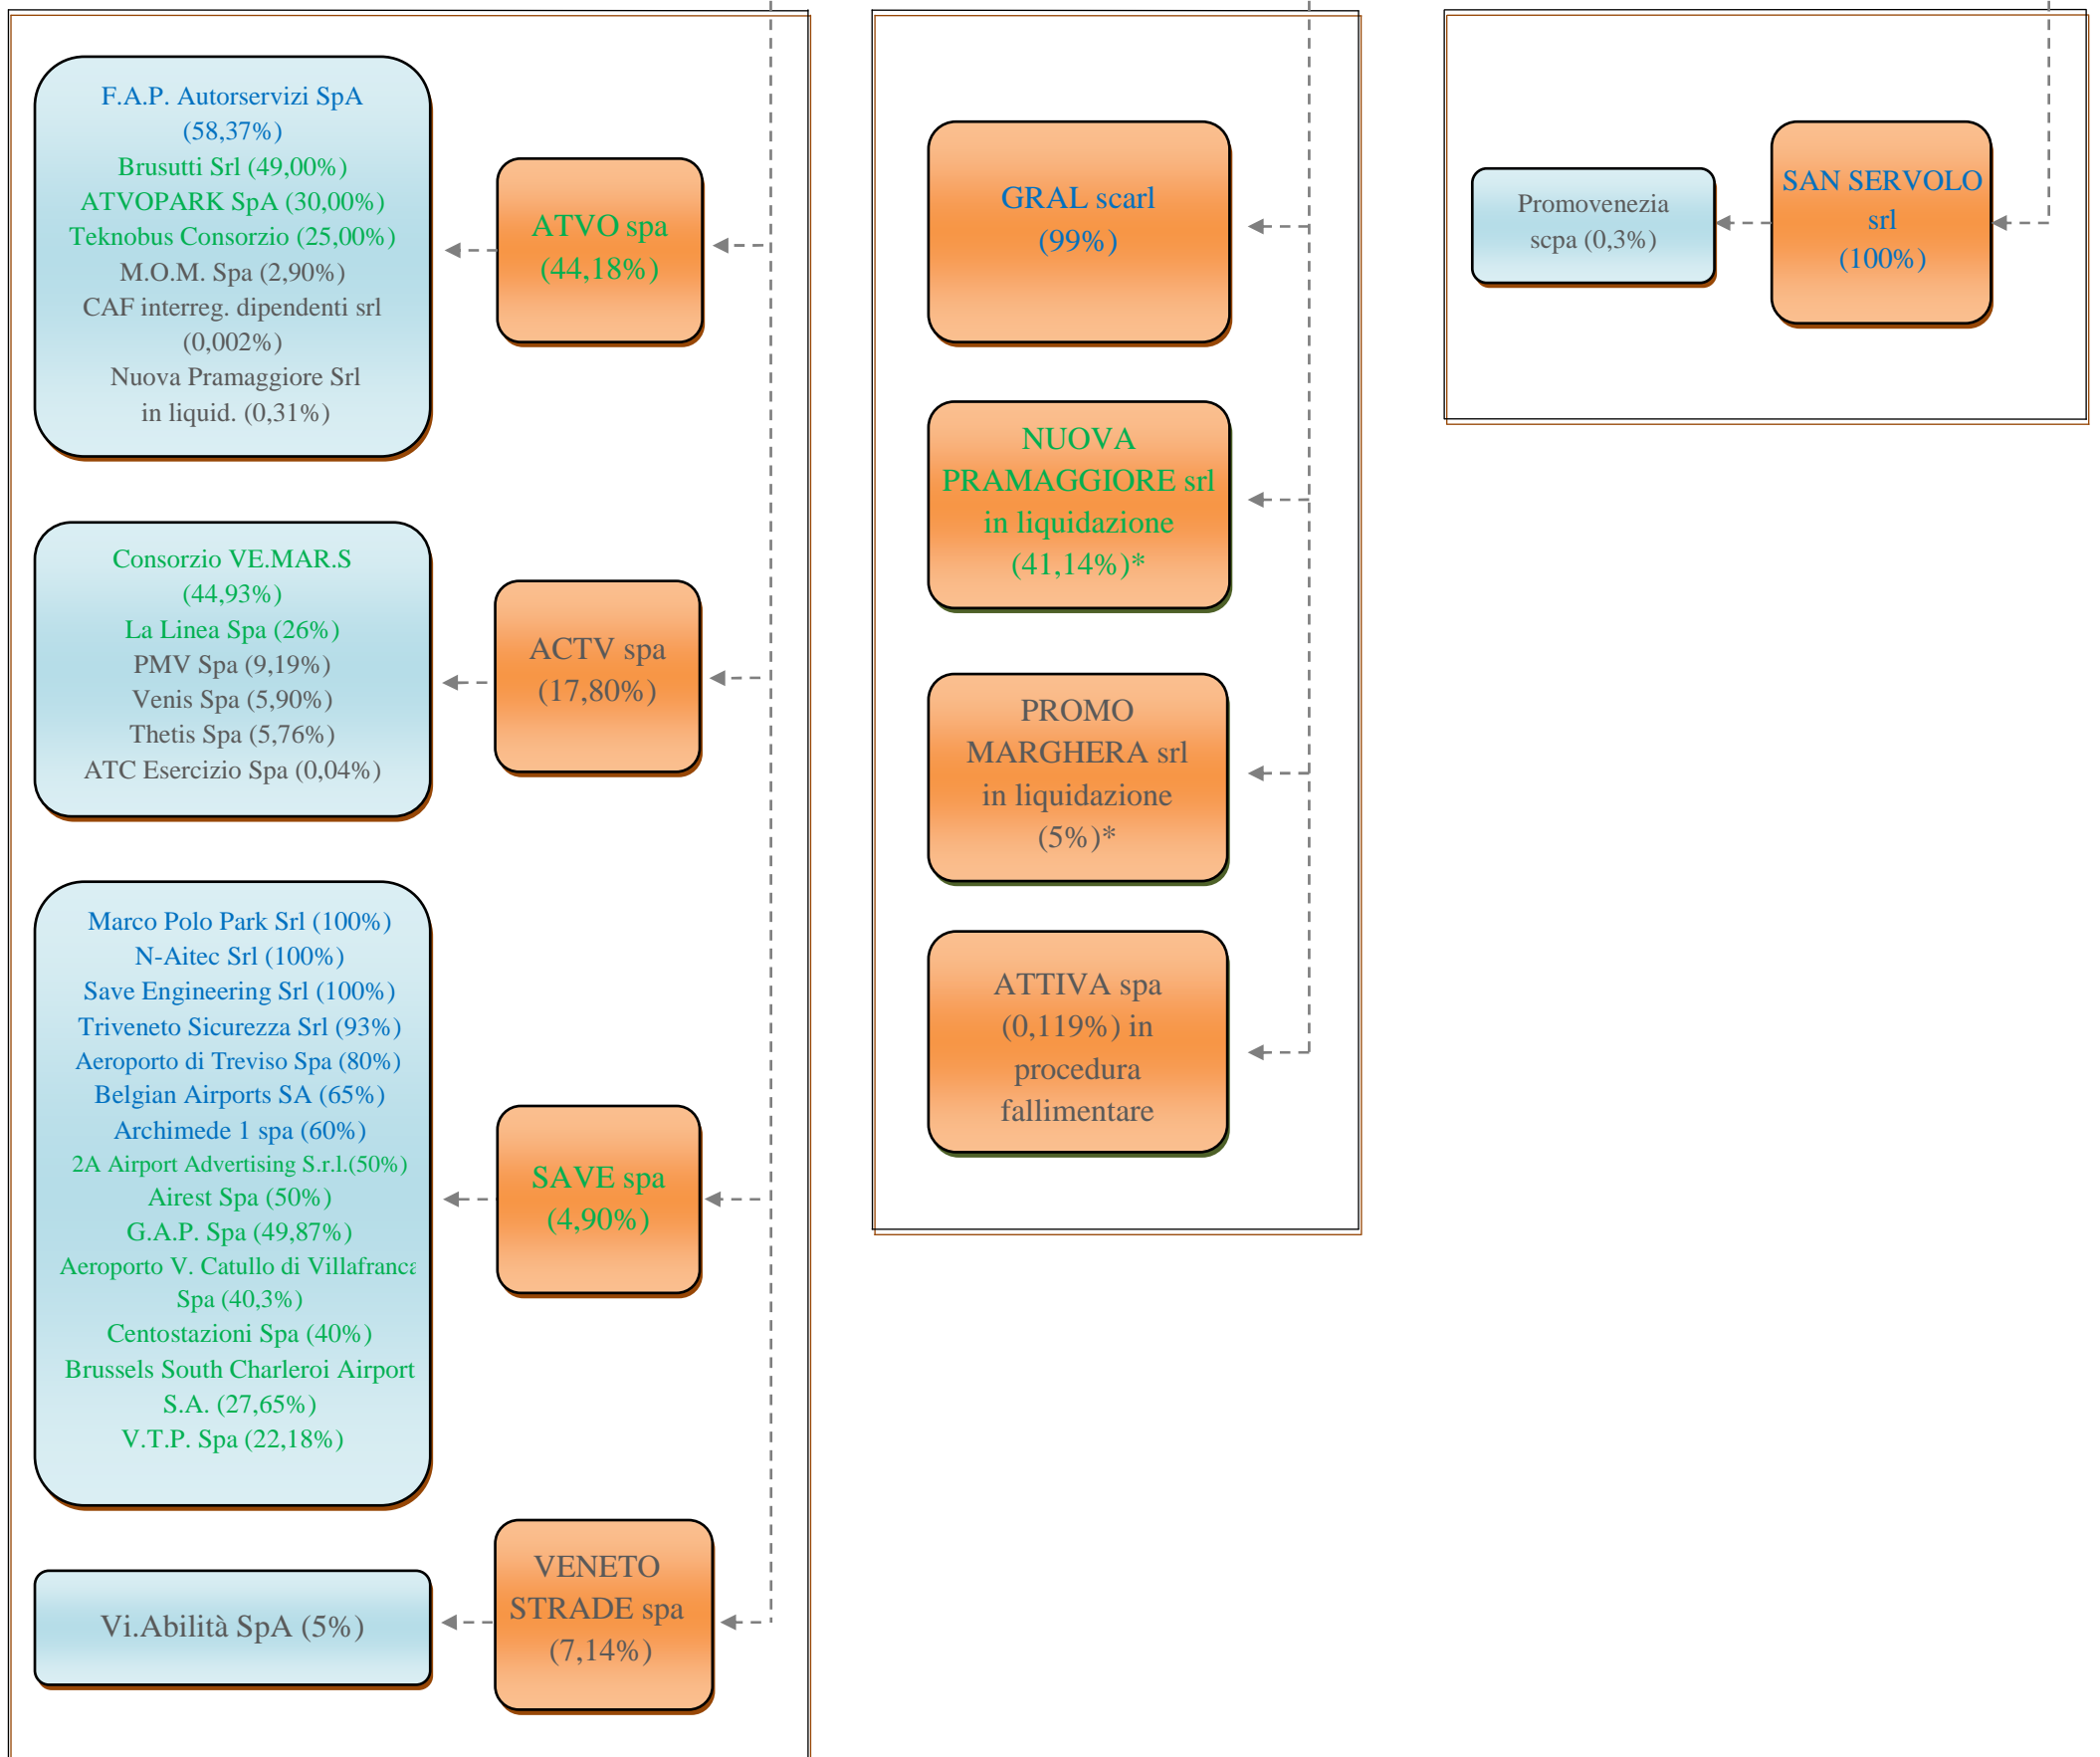 F.A.P. Autorservizi SpA
(58,37%)
Brusutti Srl (49,00%)
ATVOPARK SpA (30,00%)
Teknobus Consorzio (25,00%)
M.O.M. Spa (2,90%)
CAF interreg. dipendenti srl
(0,002%)
Nuova Pramaggiore Srl
in liquid. (0,31%)
ATVO spa
(44,18%)
Consorzio VE.MAR.S
(44,93%)
La Linea Spa (26%)
PMV Spa (9,19%)
Venis Spa (5,90%)
Thetis Spa (5,76%)
ATC Esercizio Spa (0,04%)
ACTV spa
(17,80%)
Marco Polo Park Srl (100%)
N-Aitec Srl (100%)
Save Engineering Srl (100%)
Triveneto Sicurezza Srl (93%)
Aeroporto di Treviso Spa (80%)
Belgian Airports SA (65%)
Archimede 1 spa (60%)
2A Airport Advertising S.r.l.(50%)
Airest Spa (50%)
G.A.P. Spa (49,87%)
Aeroporto V. Catullo di Villafranca
Spa (40,3%)
Centostazioni Spa (40%)
Brussels South Charleroi Airport
S.A. (27,65%)
V.T.P. Spa (22,18%)
SAVE spa
(4,90%)
Vi.Abilità SpA (5%)
VENETO
STRADE spa
(7,14%)
GRAL scarl
(99%)
NUOVA
PRAMAGGIORE srl
in liquidazione
(41,14%)*
PROMO
MARGHERA srl
in liquidazione
(5%)*
ATTIVA spa
(0,119%) in
procedura
fallimentare
Promovenezia
scpa (0,3%)
SAN SERVOLO
srl
(100%)